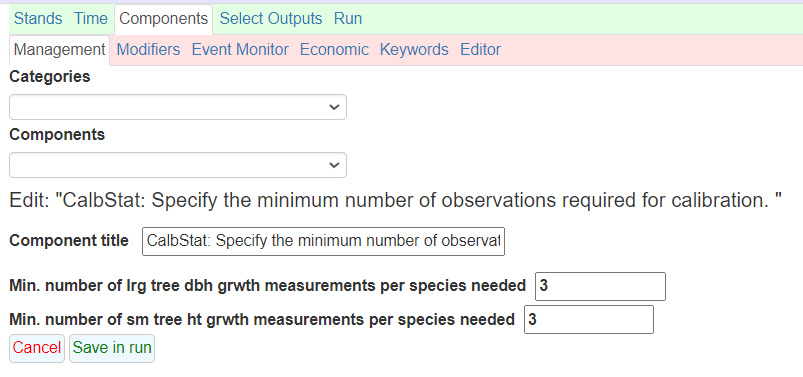 Stands Time Components Select Outputs Run
Management Modifiers Event Monitor Economic Keywords Editor
Categories
Components
Edit: "CalbStat: Specify the minimum number of observations required for calibration. "
Component title CalbStat: Specify the minimum number of observat
Min. number of lrg tree dbh grwth measurements per species needed 3
Min. number of sm tree ht grwth measurements per species needed 3
Cancel Save in run